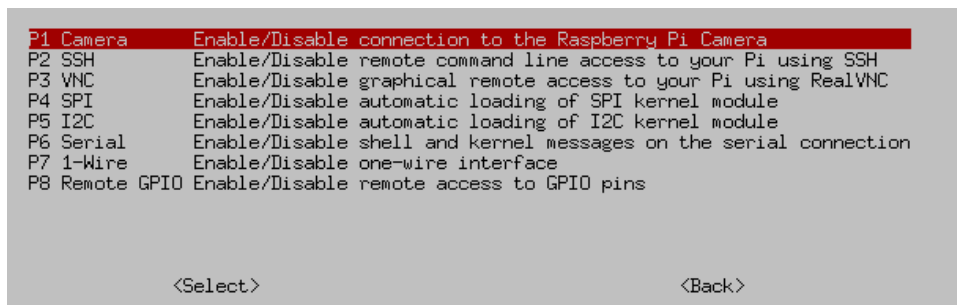 P1 Camera Enable/Disable connection to the Raspberry Pi Camera
P2 SSH Enable/Disable remote command line access to your Pi using SSH
P3 VNC Enable/Disable graphical remote access to your Pi using RealVNC
P4 SPI Enable/Disable automatic loading of SPI kernel module
P5 I2C Enable/Disable automatic loading of I2C kernel module
P6 Serial Enable/Disable shell and kernel messages on the serial connection
P7 1-Wire Enable/Disable one-wire interface
P8 Remote GPIO Enable/Disable remote access to GPIO pins
<Select> <Back>